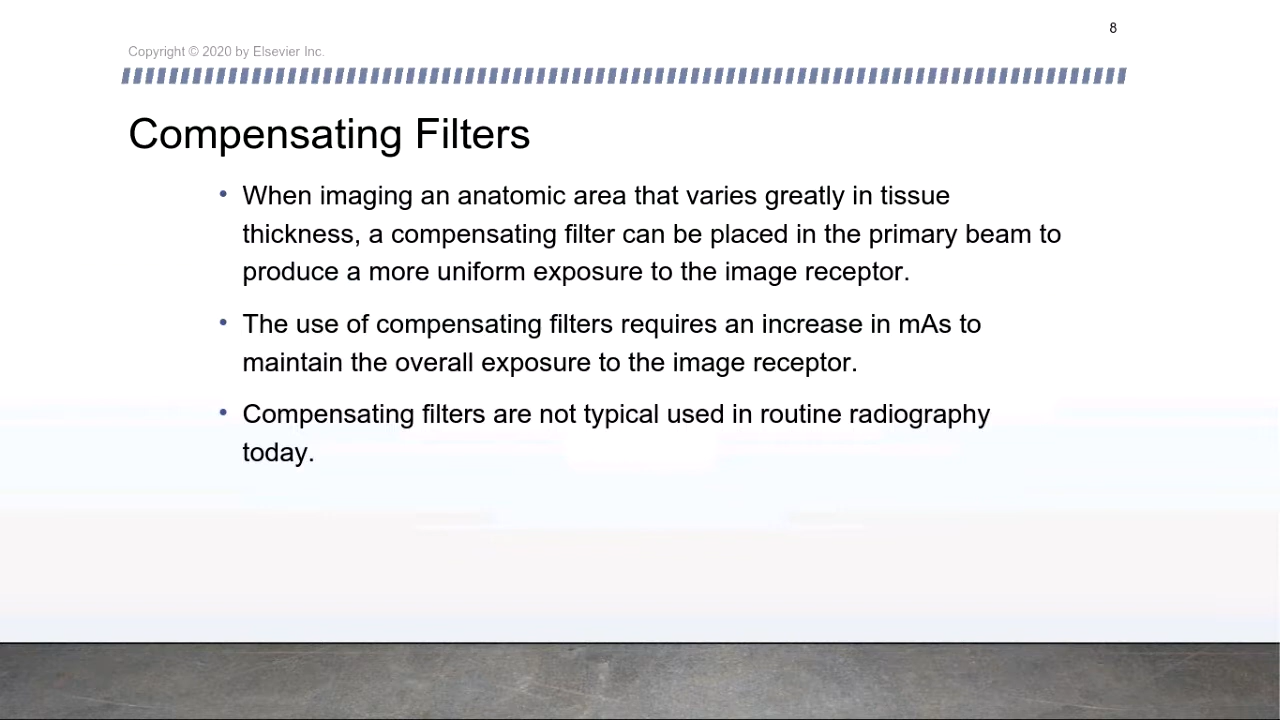 8
Copyright © 2020 by Elsevier Inc.
Compensating Filters
• When imaging an anatomic area that varies greatly in tissue
thickness, a compensating filter can be placed in the primary beam to
produce a more uniform exposure to the image receptor.
• The use of compensating filters requires an increase in mAs to
maintain the overall exposure to the image receptor.
• Compensating filters are not typical used in routine radiography
today.